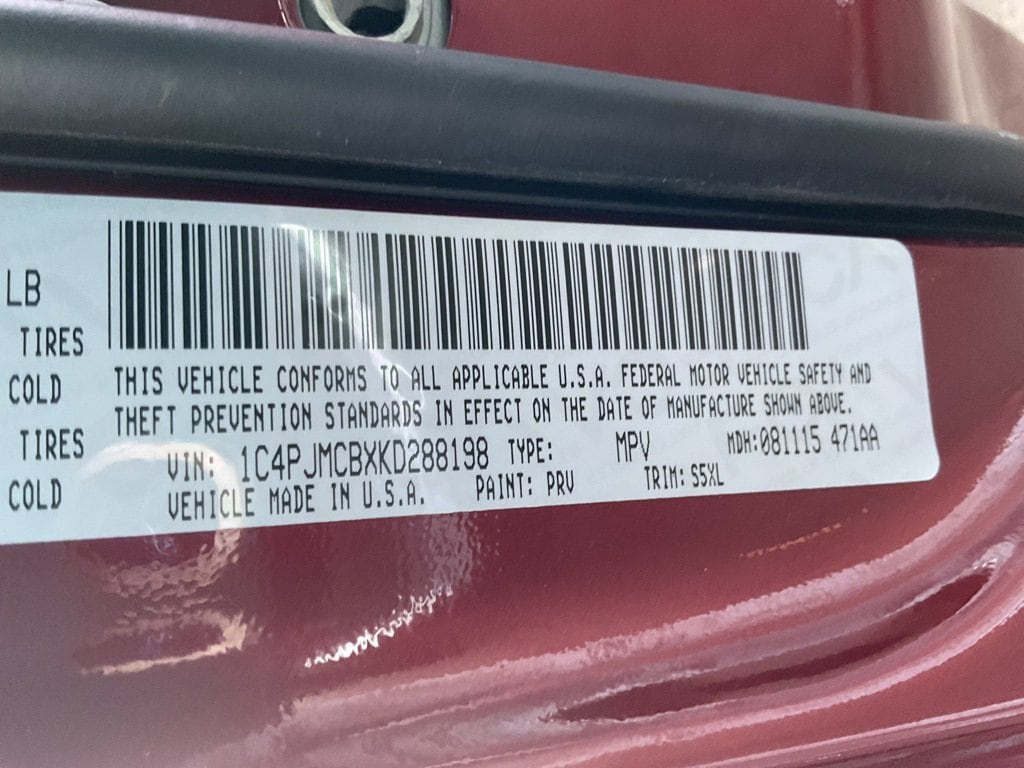 LB
TIRES
COLD
TIRES
COLD
THIS VEHICLE CONFORMS TO ALL APPLICABLE U.S.A. FEDERAL MOTOR VEHICLE SAFETY AND
THEFT PREVENTION STANDARDS IN EFFECT ON THE DATE OF MANUFACTURE SHOWN ABOVE.
VIN: 1C4PJMCBXKD288198 TYPE: MPV MDH:081115 471AA
VEHICLE MADE IN U.S.A. PAINT: PRV TRIM: S5XL